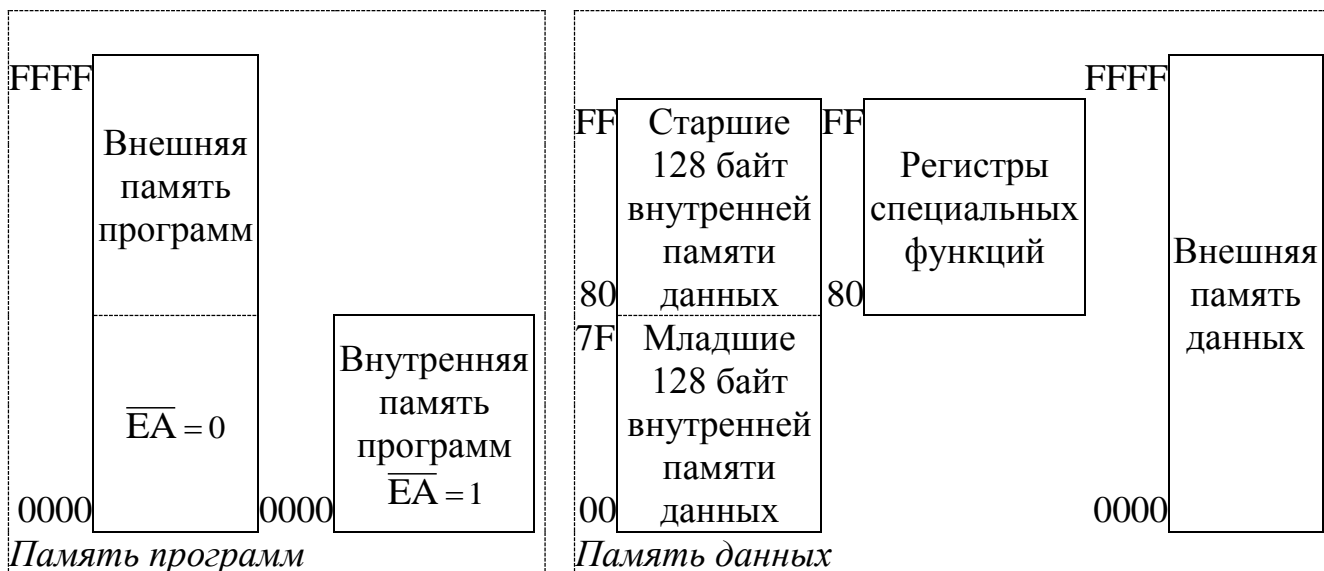 FFFF
Внешняя
память
программ
EA = 0
0000
0000
Внутренняя
память
программ
EA = 1
Память программ
FF
Старшие
128 байт
внутренней
памяти
данных
80
7F
Младшие
128 байт
внутренней
памяти
данных
00
FF
Регистры
специальных
функций
80
FFFF
Внешняя
память
данных
0000
Память данных